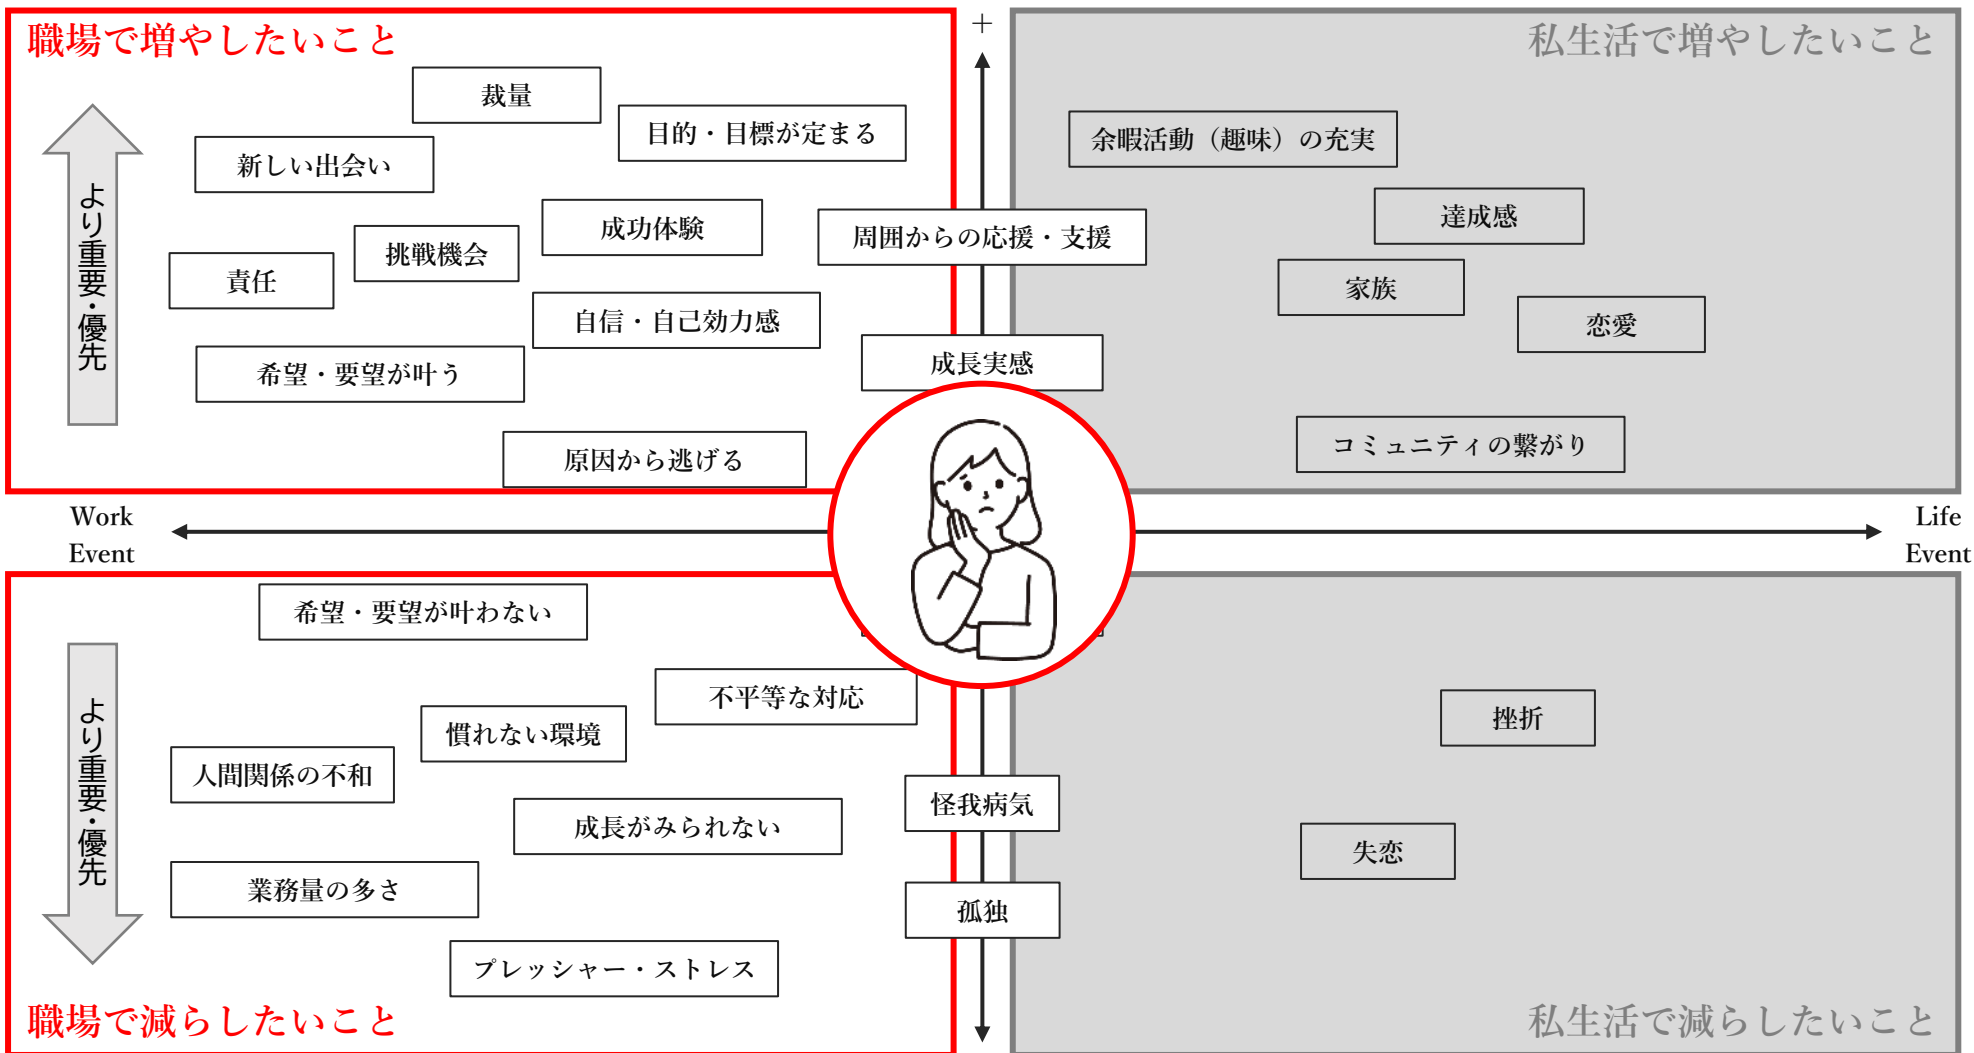 職場で増やしたいこと
+
私生活で増やしたいこと
裁量
目的・目標が定まる
余暇活動（趣味）の充実
新しい出会い
より重要・優先
成功体験
周囲からの応援・支援
達成感
挑戦機会
責任
家族
自信・自己効力感
恋愛
成長実感
希望・要望が叶う
コミュニティの繋がり
原因から逃げる
Work
Event
Life
Event
希望・要望が叶わない
不平等な対応
より重要・優先
慣れない環境
挫折
人間関係の不和
怪我病気
成長がみられない
失恋
業務量の多さ
孤独
プレッシャー・ストレス
職場で減らしたいこと
私生活で減らしたいこと